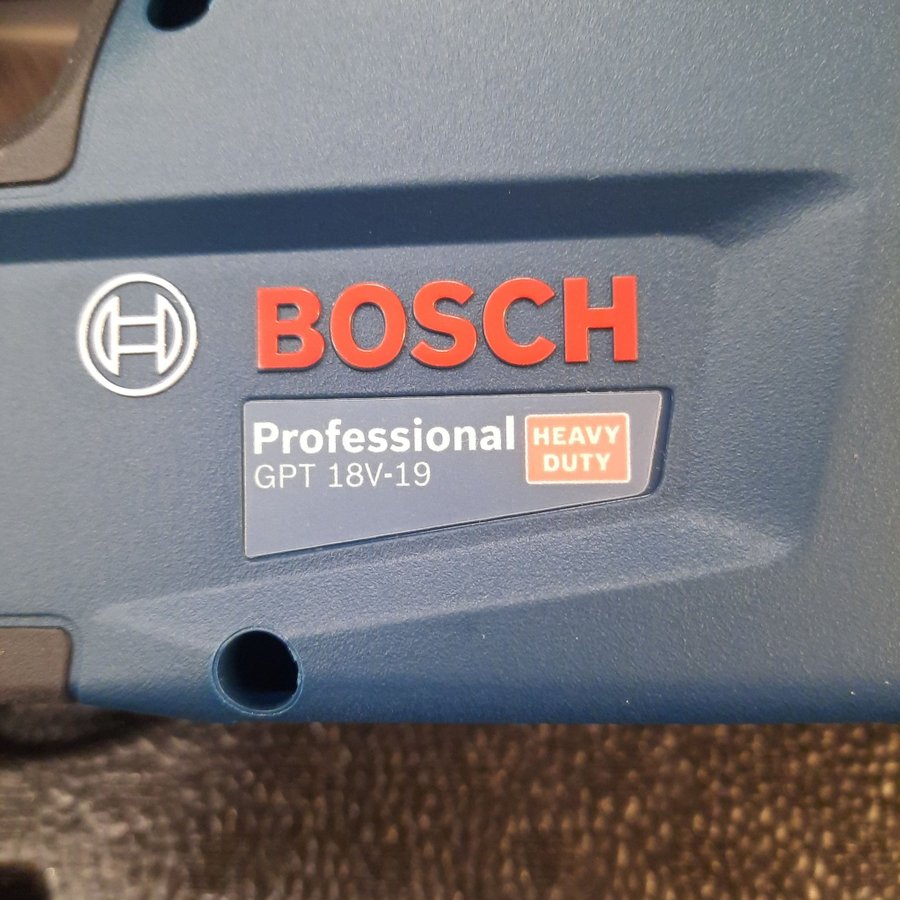 BOSCH
Professional
GPT 18V-19
HEAVY
DUTY